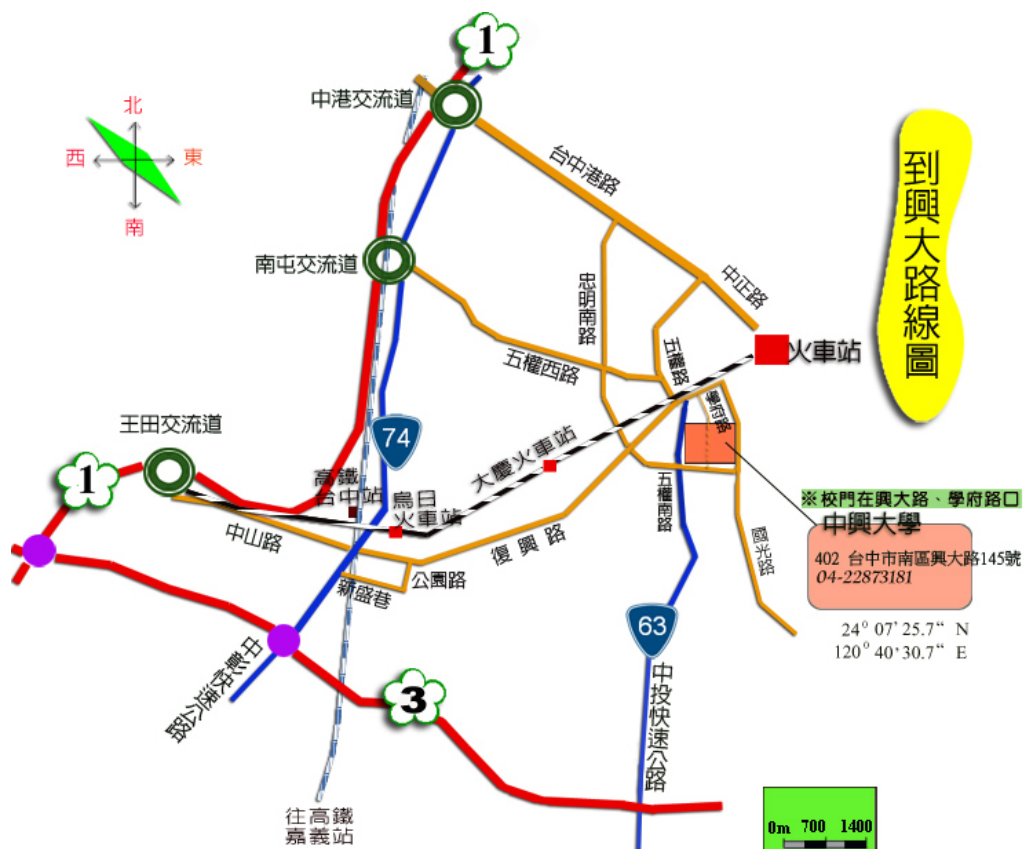 1
中港交流道
北
西
東
南
台中港路
到興大路線圖
南屯交流道
忠明南路
中正路
火車站
五權西路
五權路
學府路
王田交流道
74
大慶火車站
1
高鐵
台中站
烏日
火車站
五權南路
※校門在興大路、學府路口
中興大學
402 台中市南區興大路145號
04-22873181
中山路
復興路
國光路
公園路
新盛巷
24° 07' 25.7“ N
120° 40' 30.7“ E
63
中彰快速公路
3
中投快速公路
往高鐵
嘉義站
0m 700 1400